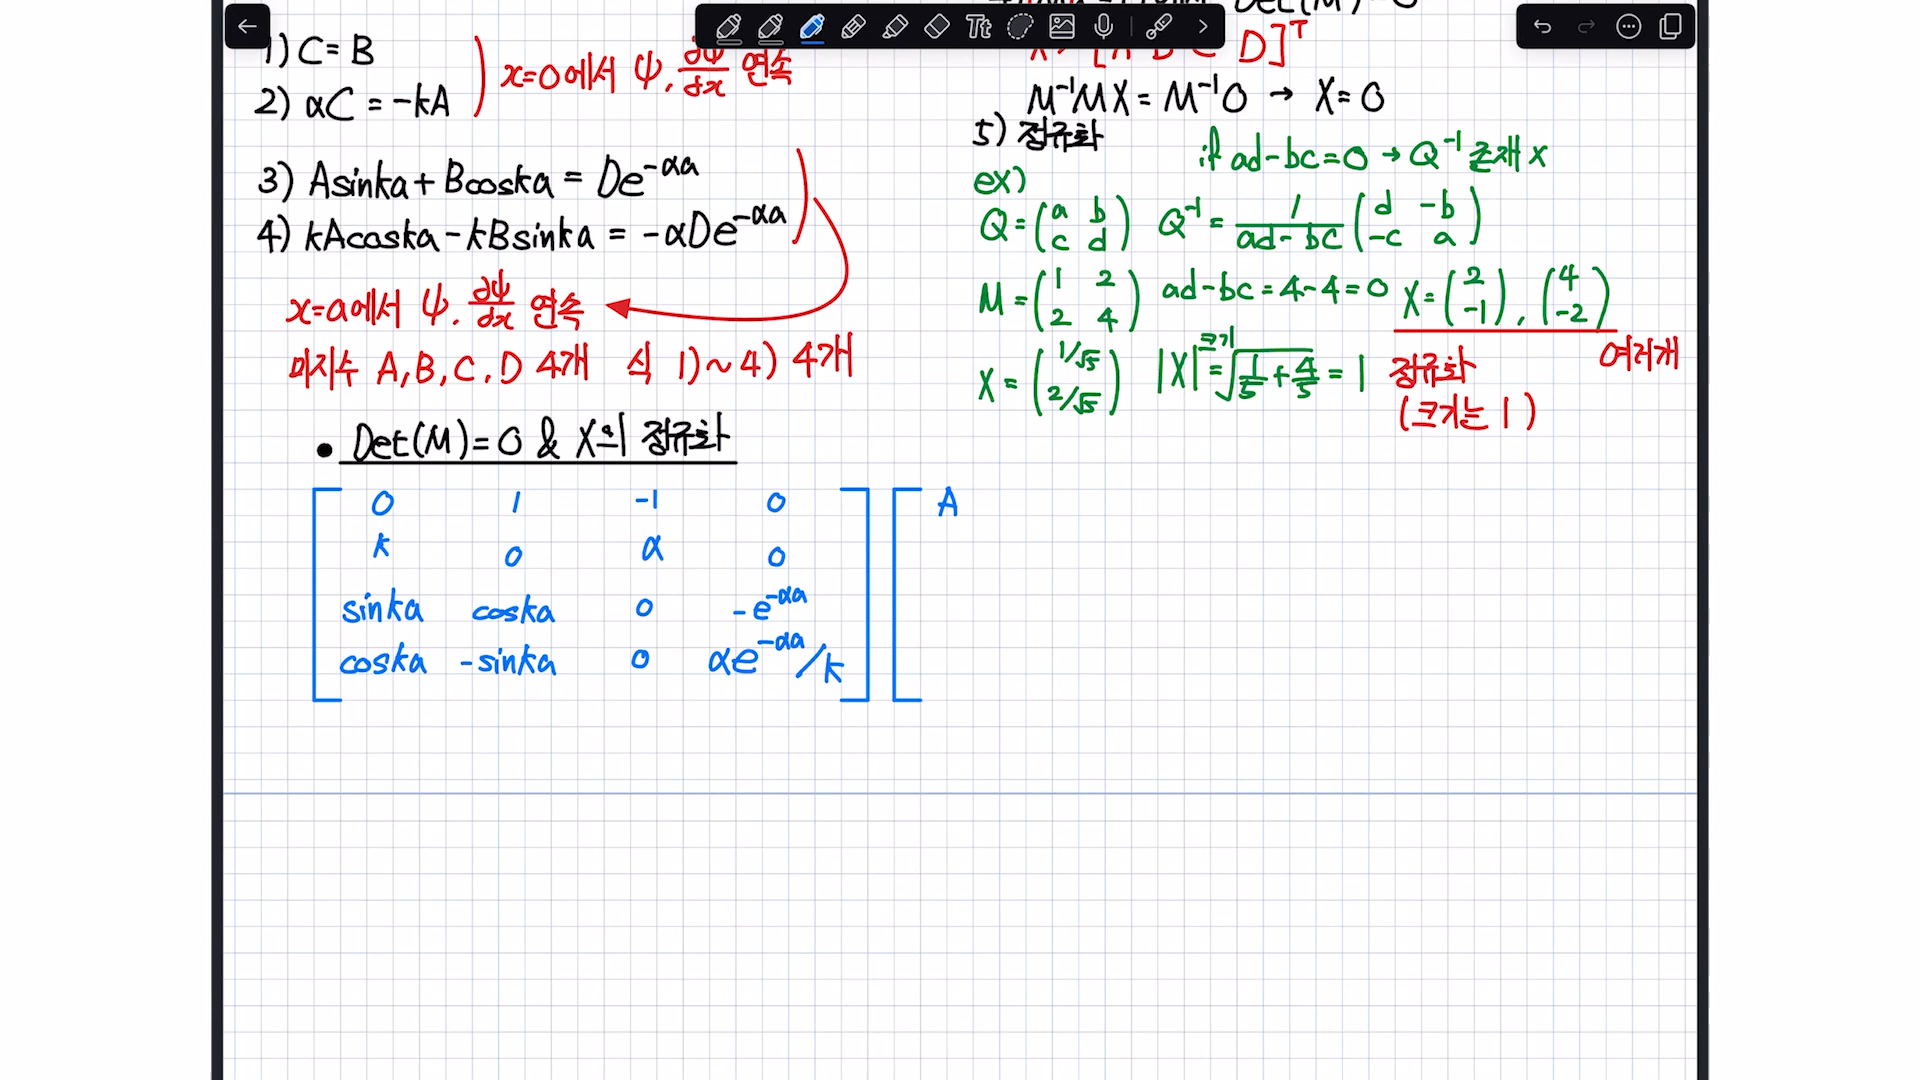 1) C = B
2) αC = -kA
x=0에서 ψ, ∂ψ/∂x 연속
3) Asinka + Bcoska = De^-αa
4) kAcoska - kBsinka = -αDe^-αa
x=a에서 ψ, ∂ψ/∂x 연속
미지수 A, B, C, D 4개 식 1)~4) 4개
• Det(M)=0 & X의 정규화
0 1 -1 0
k 0 α 0
sinka coska 0 -e^-αa
coska -sinka 0 αe^-αa/k
A
D]^T
M^-1MX = M^-1O → X = O
5) 정규화
if ad-bc=0 → Q^-1 존재 x
ex)
Q = (a b c d) Q^-1 = 1/ad-bc (d -b -c a)
M = (1 2 2 4) ad-bc = 4-4 = 0 X = (2 -1), (4 -2)
여러개
X = (1/√5 2/√5) |X| = √1/5+4/5 = 1
크기
정규화
(크기는 1)
Tt